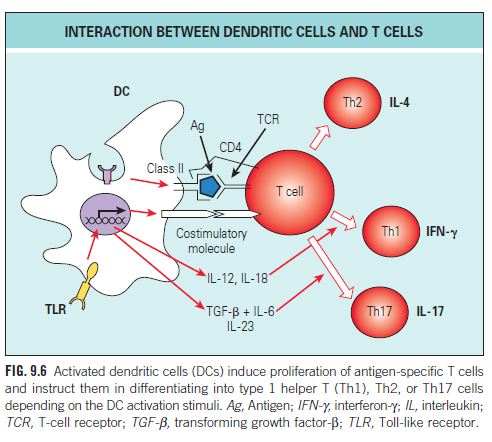 INTERACTION BETWEEN DENDRITIC CELLS AND T CELLS
DC
Ag
TCR
CD4
Class II
T cell
Th2
IL-4
Costimulatory
molecule
Th1
IFN-γ
IL-12, IL-18
TLR
TGF-β + IL-6
IL-23
Th17
IL-17
FIG. 9.6 Activated dendritic cells (DCs) induce proliferation of antigen-specific T cells
and instruct them in differentiating into type 1 helper T (Th1), Th2, or Th17 cells
depending on the DC activation stimuli. Ag, Antigen; IFN-γ, interferon-γ; IL, interleukin;
TCR, T-cell receptor; TGF-β, transforming growth factor-β; TLR, Toll-like receptor.